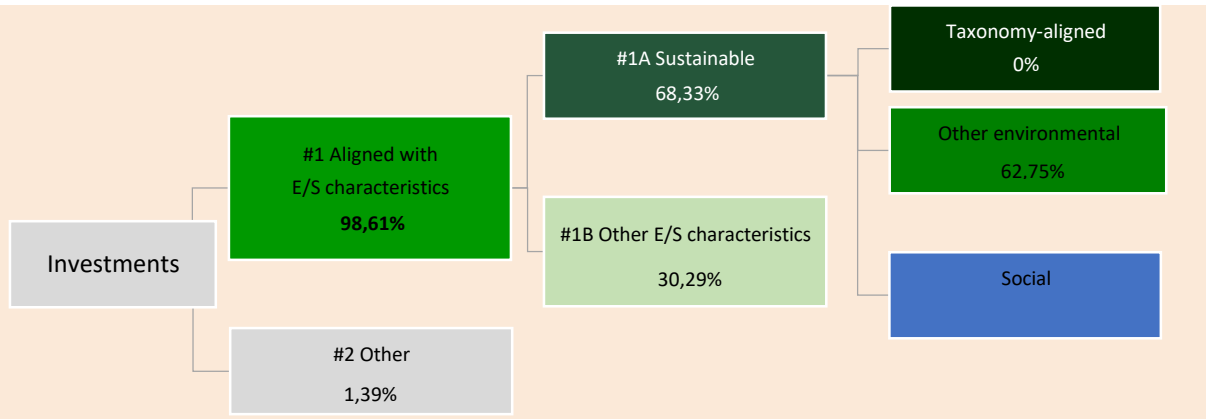 Investments
#1 Aligned with
E/S characteristics
98,61%
#2 Other
1,39%
#1A Sustainable
68,33%
#1B Other E/S characteristics
30,29%
Taxonomy-aligned
0%
Other environmental
62,75%
Social